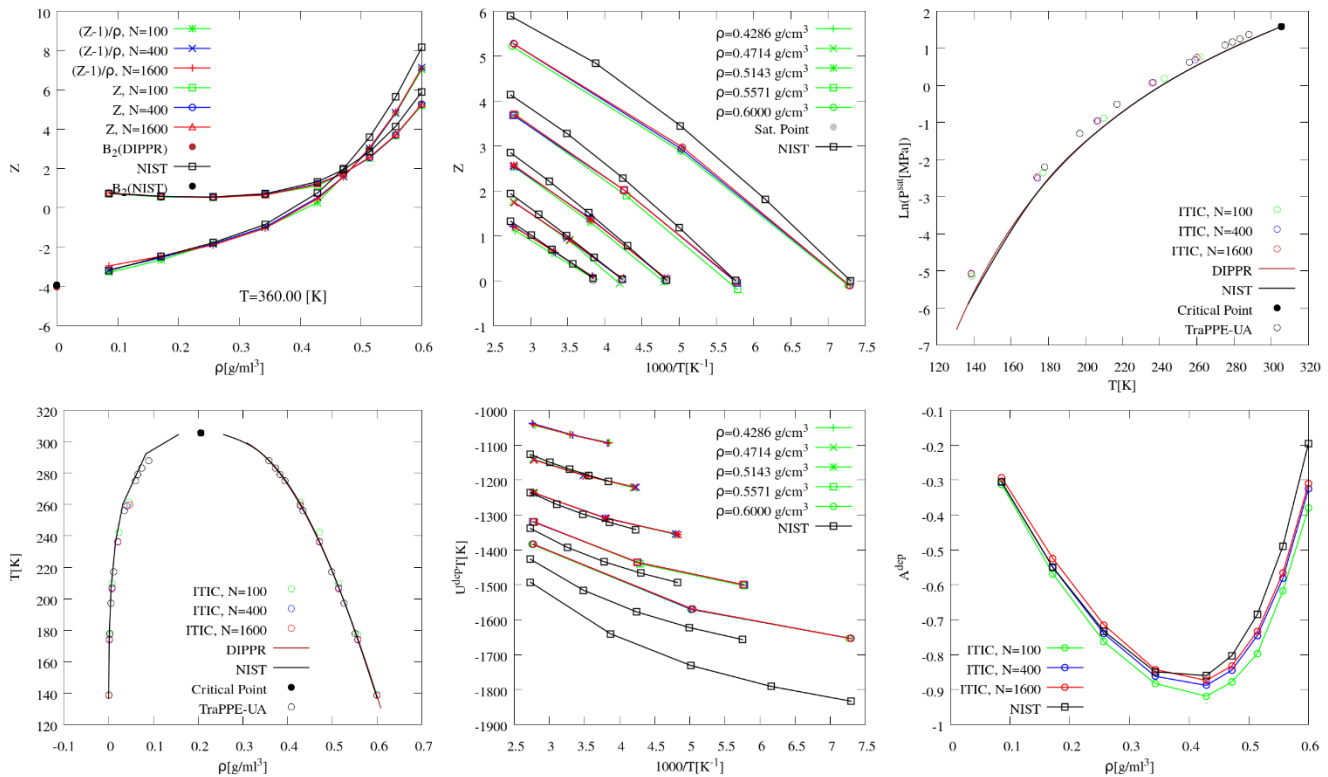 10
8
6
4
2
0
-2
-4
-6
Z
(Z-1)/ρ, N=100
(Z-1)/ρ, N=400
(Z-1)/ρ, N=1600
Z, N=100
Z, N=400
Z, N=1600
B2(DIPPR)
NIST
B2(NIST)
T=360.00 [K]
0 0.1 0.2 0.3 0.4 0.5 0.6
ρ[g/ml³]
6
5
4
3
2
1
0
-1
Z
ρ=0.4286 g/cm³
ρ=0.4714 g/cm³
ρ=0.5143 g/cm³
ρ=0.5571 g/cm³
ρ=0.6000 g/cm³
Sat. Point
NIST
2.5 3 3.5 4 4.5 5 5.5 6 6.5 7 7.5
1000/T[K⁻¹]
2
1
0
-1
-2
-3
-4
-5
-6
-7
Ln(Pˢᵃᵗ[MPa])
ITIC, N=100
ITIC, N=400
ITIC, N=1600
DIPPR
NIST
Critical Point
TraPPE-UA
120 140 160 180 200 220 240 260 280 300 320
T[K]
320
300
280
260
240
220
200
180
160
140
120
T[K]
ITIC, N=100
ITIC, N=400
ITIC, N=1600
DIPPR
NIST
Critical Point
TraPPE-UA
-0.1 0 0.1 0.2 0.3 0.4 0.5 0.6 0.7
ρ[g/ml³]
-1000
-1100
-1200
-1300
-1400
-1500
-1600
-1700
-1800
-1900
UᵈᵉᵖT[K]
ρ=0.4286 g/cm³
ρ=0.4714 g/cm³
ρ=0.5143 g/cm³
ρ=0.5571 g/cm³
ρ=0.6000 g/cm³
NIST
2.5 3 3.5 4 4.5 5 5.5 6 6.5 7 7.5
1000/T[K⁻¹]
-0.1
-0.2
-0.3
-0.4
-0.5
-0.6
-0.7
-0.8
-0.9
-1
Aᵈᵉᵖ
ITIC, N=100
ITIC, N=400
ITIC, N=1600
NIST
0 0.1 0.2 0.3 0.4 0.5 0.6
ρ[g/ml³]